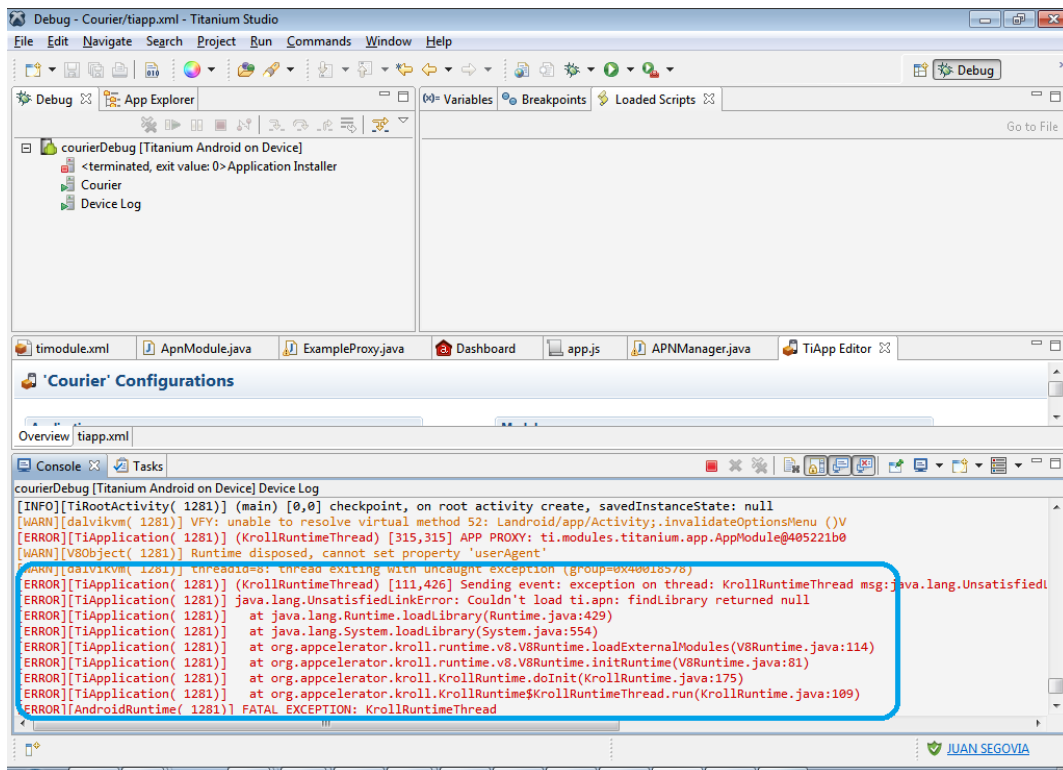 Debug - Courier/tiapp.xml - Titanium Studio
File Edit Navigate Search Project Run Commands Window Help
Debug
Debug App Explorer
Variables Breakpoints Loaded Scripts
Go to File
courierDebug [Titanium Android on Device]
<terminated, exit value: 0>Application Installer
Courier
Device Log
timodule.xml ApnModule.java ExampleProxy.java Dashboard app.js APNManager.java TiApp Editor
'Courier' Configurations
Overview tiapp.xml
Console Tasks
courierDebug [Titanium Android on Device] Device Log
[INFO][TiRootActivity( 1281)] (main) [0,0] checkpoint, on root activity create, savedInstanceState: null
[WARN][dalvikvm( 1281)] VFY: unable to resolve virtual method 52: Landroid/app/Activity;.invalidateOptionsMenu ()V
[ERROR][TiApplication( 1281)] (KrollRuntimeThread) [315,315] APP PROXY: ti.modules.titanium.app.AppModule@405221b0
[WARN][V8Object( 1281)] Runtime disposed, cannot set property 'userAgent'
[WARN][dalvikvm( 1281)] threadid=8: thread exiting with uncaught exception (group=0x40018578)
[ERROR][TiApplication( 1281)] (KrollRuntimeThread) [111,426] Sending event: exception on thread: KrollRuntimeThread msg:java.lang.UnsatisfiedL
[ERROR][TiApplication( 1281)] java.lang.UnsatisfiedLinkError: Couldn't load ti.apn: findLibrary returned null
[ERROR][TiApplication( 1281)] at java.lang.Runtime.loadLibrary(Runtime.java:429)
[ERROR][TiApplication( 1281)] at java.lang.System.loadLibrary(System.java:554)
[ERROR][TiApplication( 1281)] at org.appcelerator.kroll.runtime.v8.V8Runtime.loadExternalModules(V8Runtime.java:114)
[ERROR][TiApplication( 1281)] at org.appcelerator.kroll.runtime.v8.V8Runtime.initRuntime(V8Runtime.java:81)
[ERROR][TiApplication( 1281)] at org.appcelerator.kroll.KrollRuntime.doInit(KrollRuntime.java:175)
[ERROR][TiApplication( 1281)] at org.appcelerator.kroll.KrollRuntime$KrollRuntimeThread.run(KrollRuntime.java:109)
[ERROR][AndroidRuntime( 1281)] FATAL EXCEPTION: KrollRuntimeThread
JUAN SEGOVIA